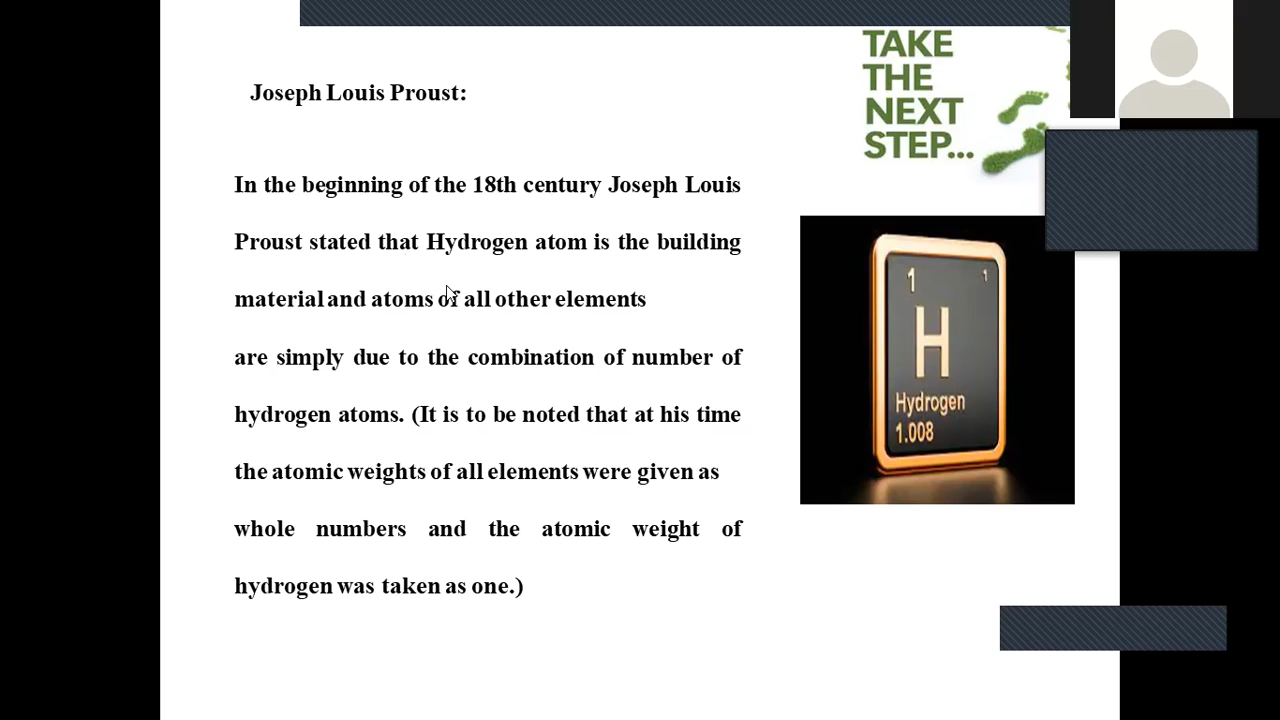 TAKE
THE
NEXT
STEP...
Joseph Louis Proust:
In the beginning of the 18th century Joseph Louis
Proust stated that Hydrogen atom is the building
material and atoms of all other elements
are simply due to the combination of number of
hydrogen atoms. (It is to be noted that at his time
the atomic weights of all elements were given as
whole numbers and the atomic weight of
hydrogen was taken as one.)
1 1
H
Hydrogen
1.008